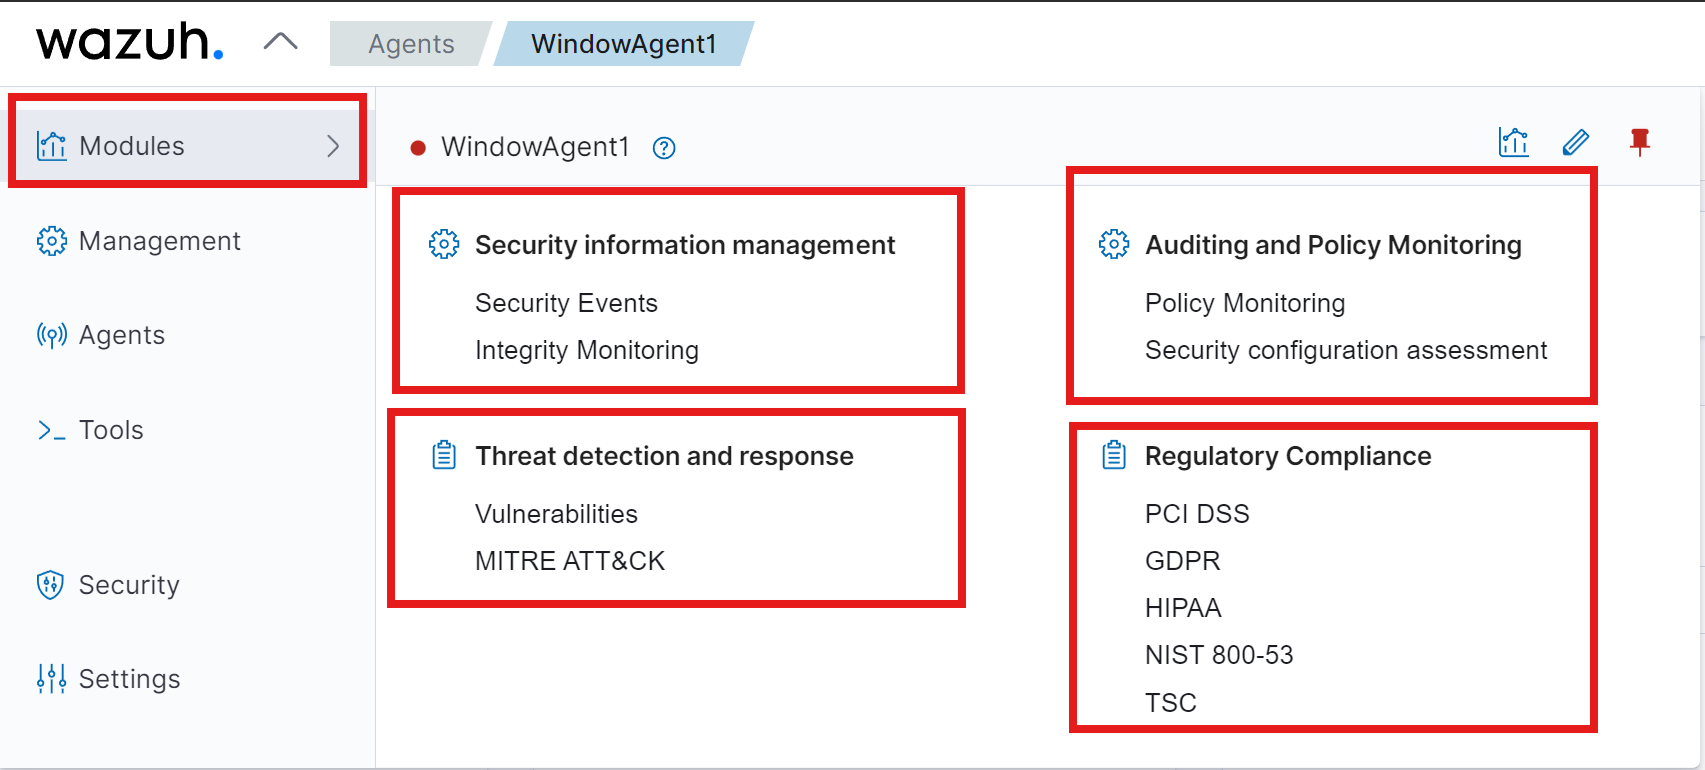 wazuh.
Agents
WindowAgent1
Modules
Management
Agents
Tools
Security
Settings
WindowAgent1
Security information management
Security Events
Integrity Monitoring
Auditing and Policy Monitoring
Policy Monitoring
Security configuration assessment
Threat detection and response
Vulnerabilities
MITRE ATT&CK
Regulatory Compliance
PCI DSS
GDPR
HIPAA
NIST 800-53
TSC